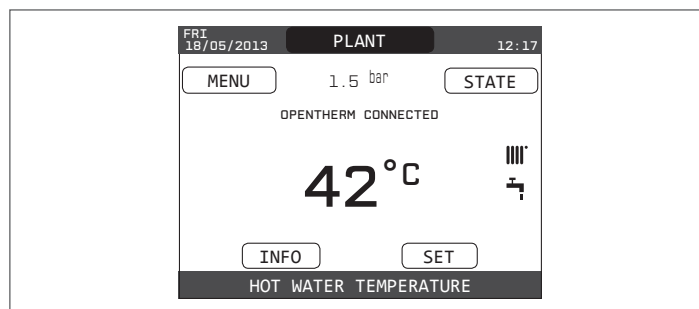 FRI
18/05/2013 PLANT 12:17
MENU 1.5 bar STATE
OPENTHERM CONNECTED
42°C
INFO SET
HOT WATER TEMPERATURE